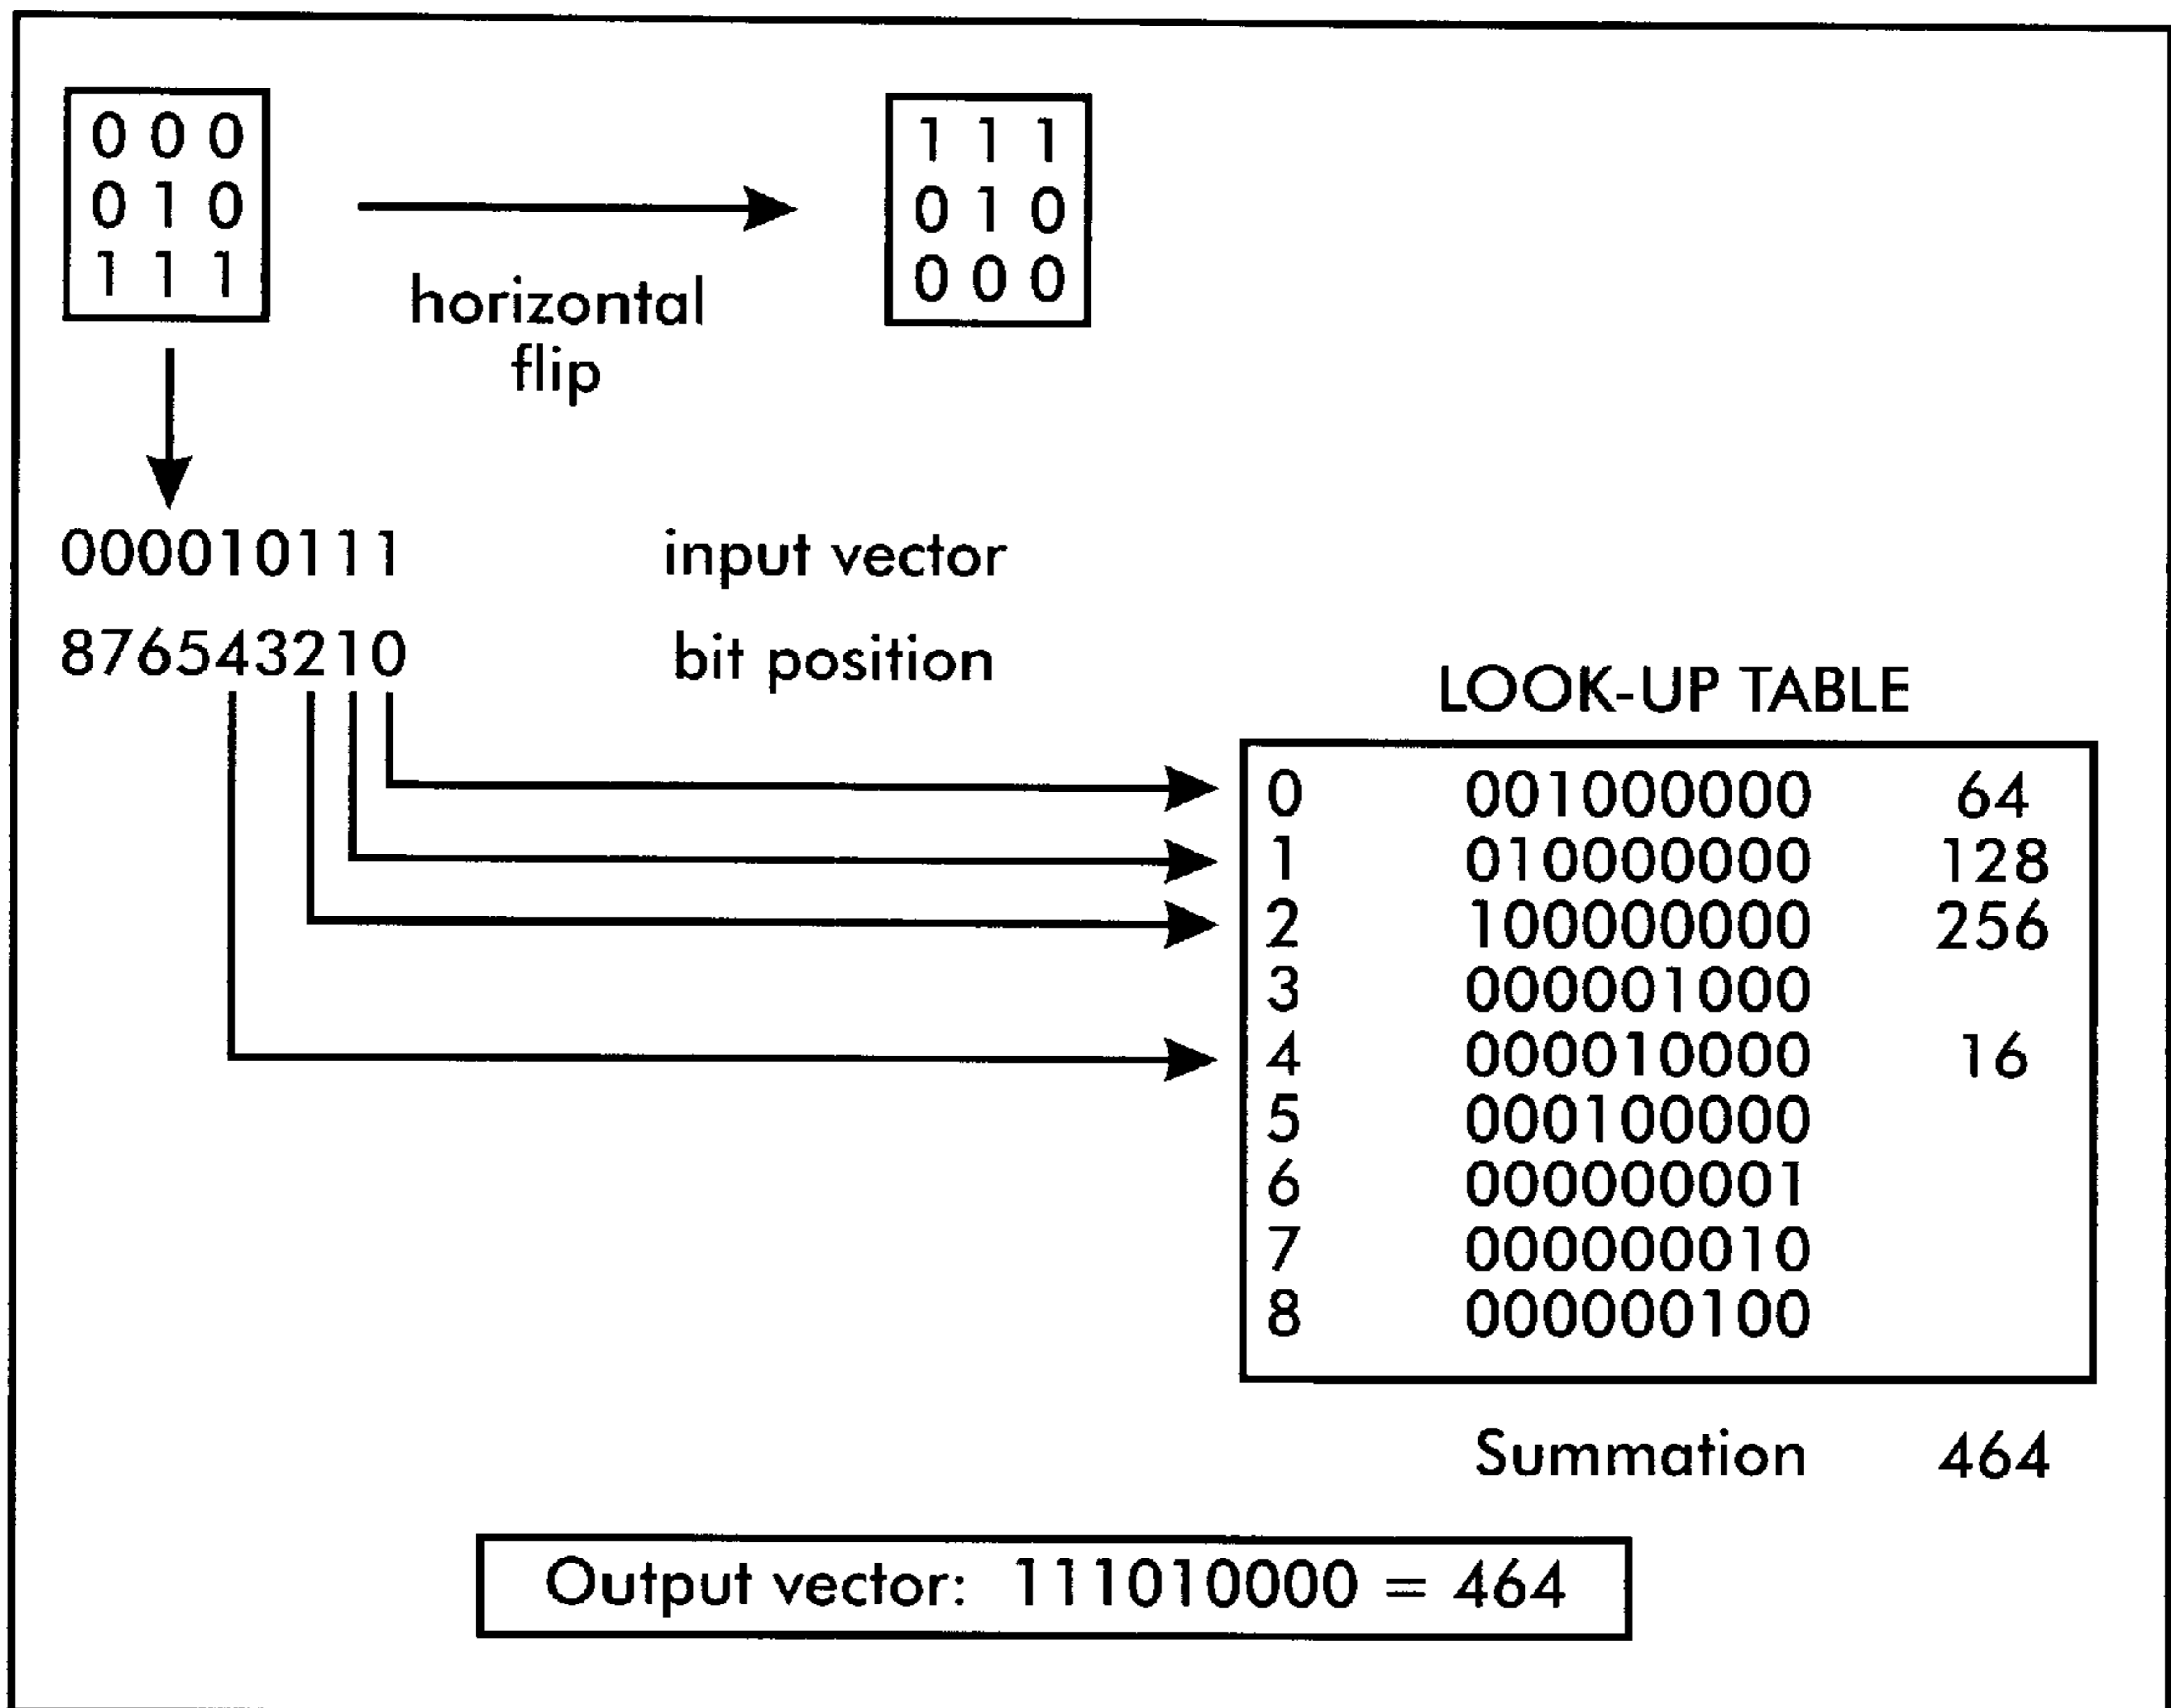 0 0 0
0 1 0
1 1 1
horizontal
flip
1 1 1
0 1 0
0 0 0
000010111 input vector
876543210 bit position
LOOK-UP TABLE
0 001000000 64
1 010000000 128
2 100000000 256
3 000001000
4 000010000 16
5 000100000
6 000000001
7 000000010
8 000000100
Summation 464
Output vector: 111010000 = 464